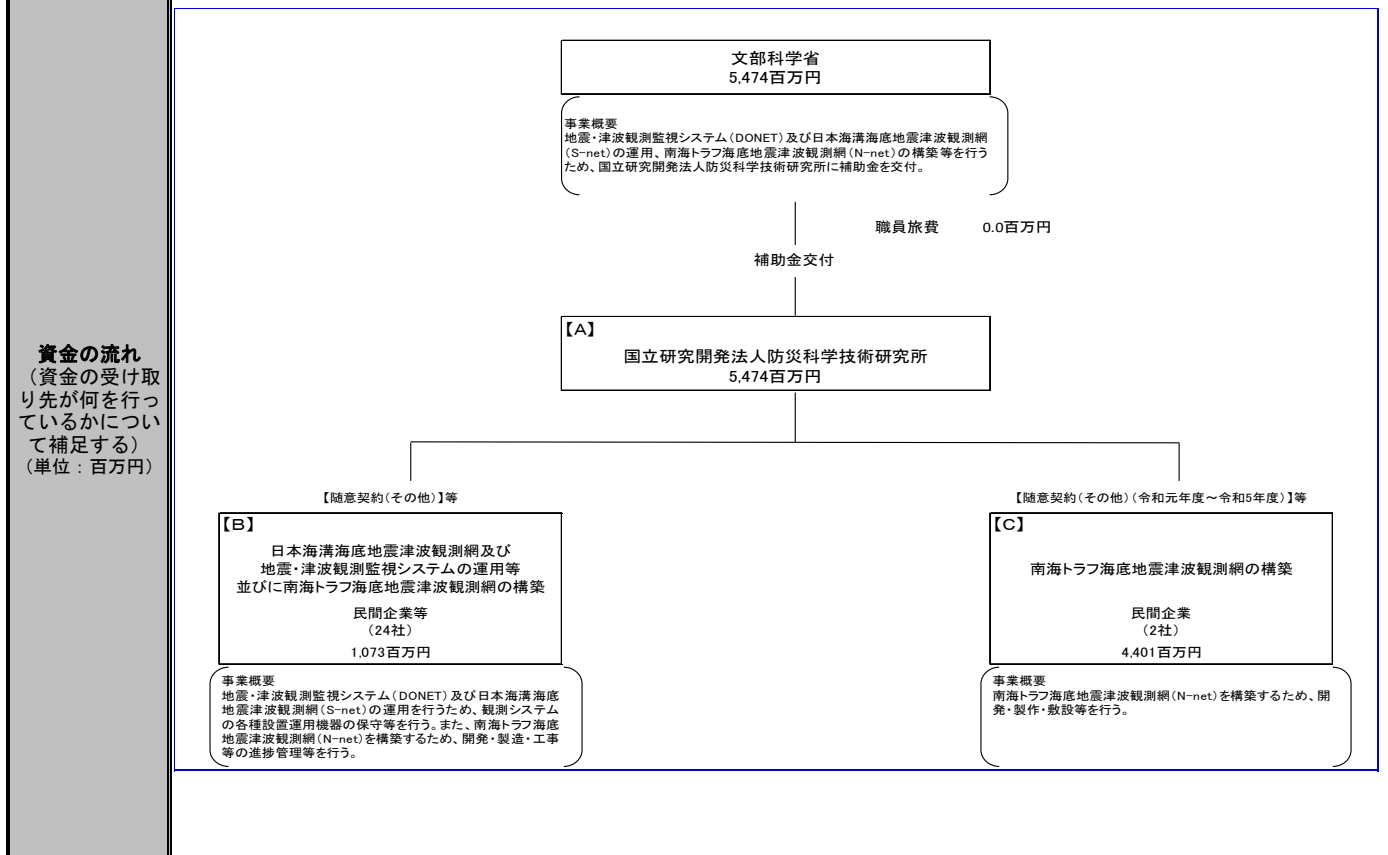 資金の流れ
（資金の受け取
り先が何を行っ
ているかについ
て補足する）
（単位：百万円）
文部科学省
5,474百万円
事業概要
地震・津波観測監視システム（DONET）及び日本海溝海底地震津波観測網
（S-net）の運用、南海トラフ海底地震津波観測網（N-net）の構築等を行う
ため、国立研究開発法人防災科学技術研究所に補助金を交付。
職員旅費　0.0百万円
補助金交付
【A】
国立研究開発法人防災科学技術研究所
5,474百万円
【随意契約（その他）】等
【B】
日本海溝海底地震津波観測網及び
地震・津波観測監視システムの運用等
並びに南海トラフ海底地震津波観測網の構築
民間企業等
（24社）
1,073百万円
事業概要
地震・津波観測監視システム（DONET）及び日本海溝海底
地震津波観測網（S-net）の運用を行うため、観測システム
の各種設置運用機器の保守等を行う。また、南海トラフ海底
地震津波観測網（N-net）を構築するため、開発・製造・工事
等の進捗管理等を行う。
【随意契約（その他）（令和元年度～令和5年度）】等
【C】
南海トラフ海底地震津波観測網の構築
民間企業
（2社）
4,401百万円
事業概要
南海トラフ海底地震津波観測網（N-net）を構築するため、開
発・製作・敷設等を行う。